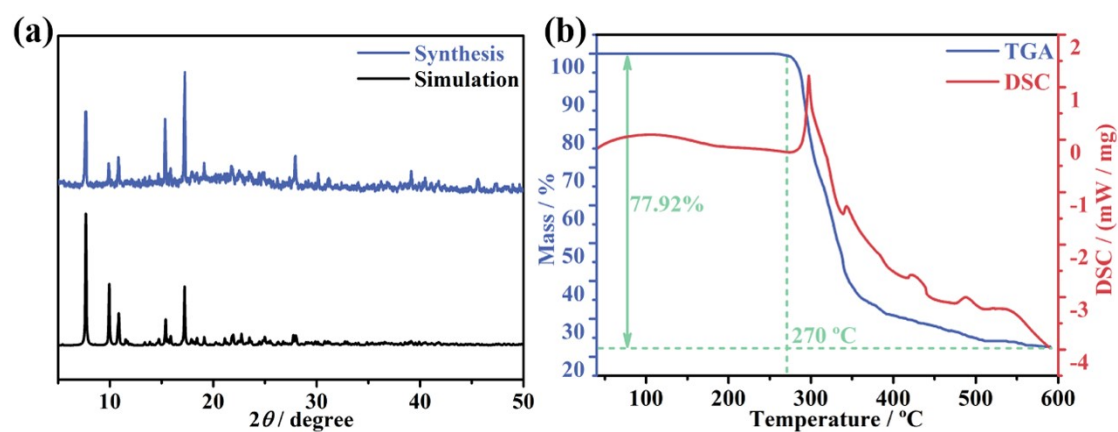 (a)
Synthesis
Simulation
10
20
30
40
50
2θ / degree
(b)
TGA
DSC
100
90
80
70
60
50
40
30
20
Mass / %
77.92%
270 ºC
100
200
300
400
500
600
Temperature / ºC
2
1
0
-1
-2
-3
-4
DSC / (mW / mg)